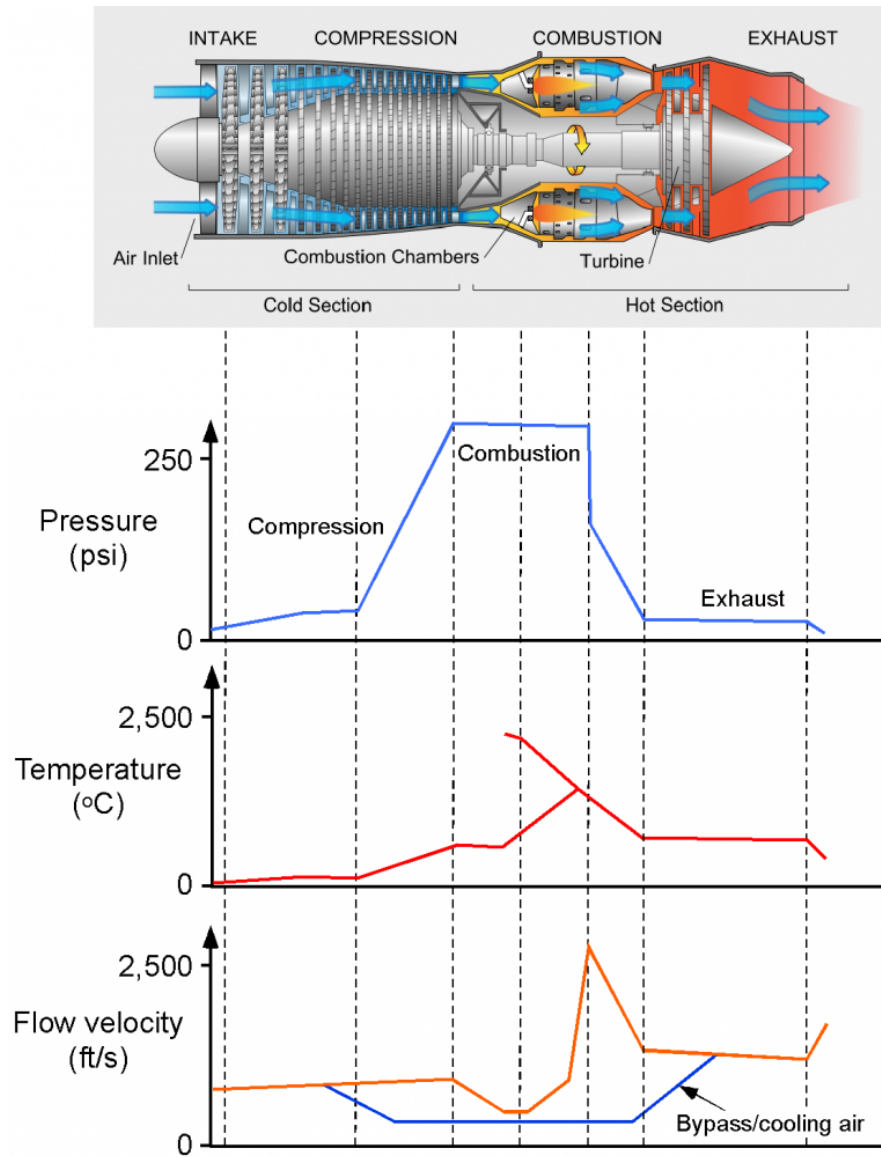 INTAKE COMPRESSION COMBUSTION EXHAUST
Air Inlet
Combustion Chambers
Turbine
Cold Section
Hot Section
250
Combustion
Pressure
(psi)
Compression
Exhaust
0
2,500
Temperature
(oC)
0
2,500
Flow velocity
(ft/s)
Bypass/cooling air
0